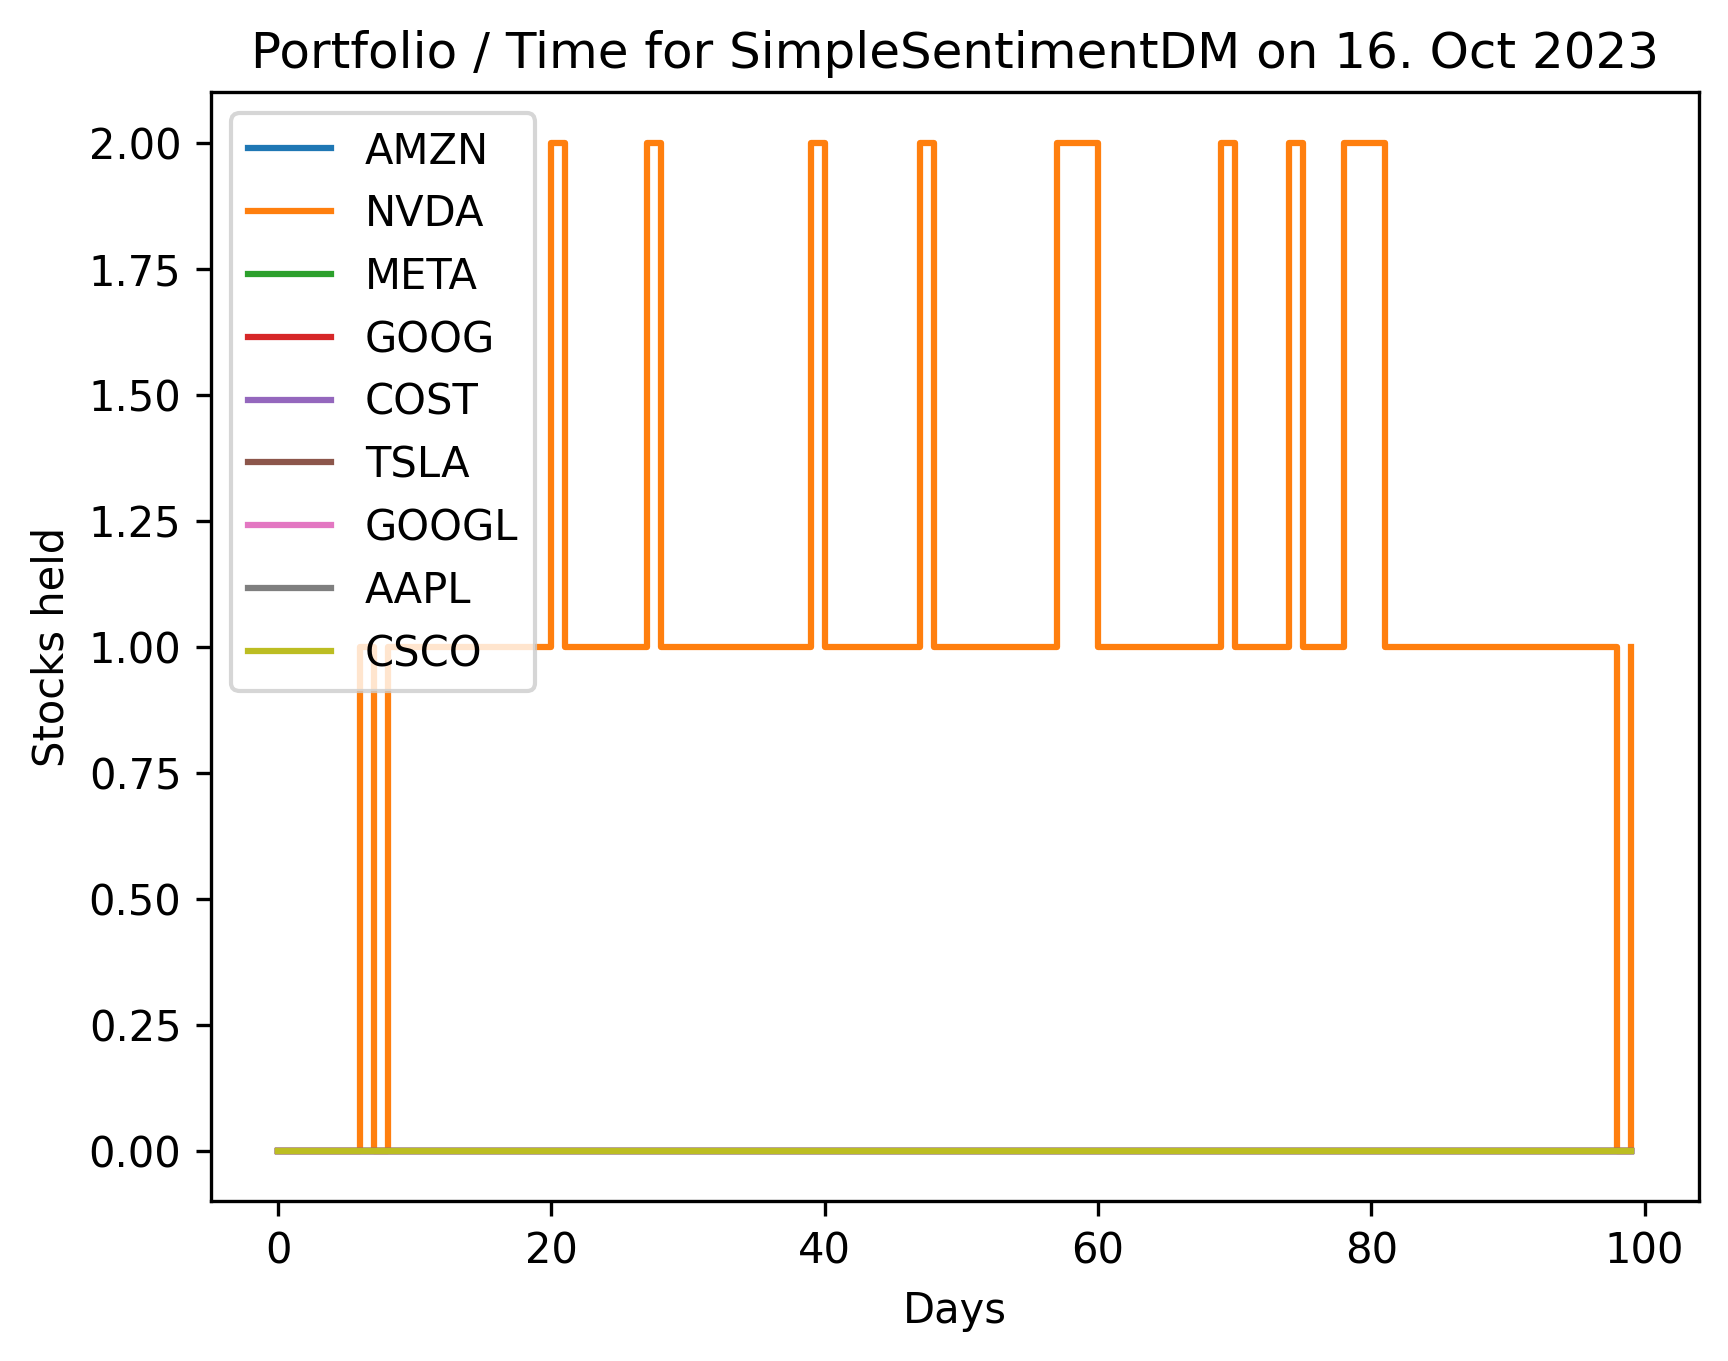 Portfolio / Time for SimpleSentimentDM on 16. Oct 2023
AMZN
NVDA
META
GOOG
COST
TSLA
GOOGL
AAPL
CSCO
Stocks held
2.00
1.75
1.50
1.25
1.00
0.75
0.50
0.25
0.00
0 20 40 60 80 100
Days